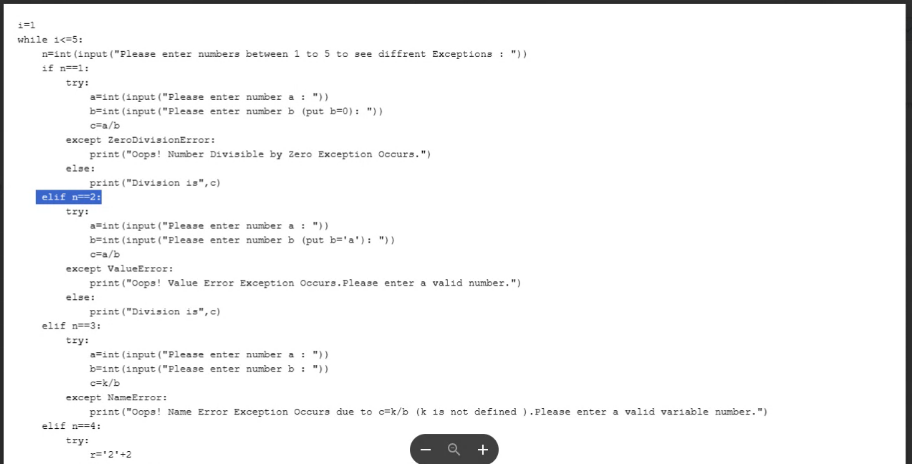 i=1
while i<=5:
    n=int(input("Please enter numbers between 1 to 5 to see diffrent Exceptions : "))
    if n==1:
        try:
            a=int(input("Please enter number a : "))
            b=int(input("Please enter number b (put b=0): "))
            c=a/b
        except ZeroDivisionError:
            print("Oops! Number Divisible by Zero Exception Occurs.")
        else:
            print("Division is",c)
    elif n==2:
        try:
            a=int(input("Please enter number a : "))
            b=int(input("Please enter number b (put b='a'): "))
            c=a/b
        except ValueError:
            print("Oops! Value Error Exception Occurs.Please enter a valid number.")
        else:
            print("Division is",c)
    elif n==3:
        try:
            a=int(input("Please enter number a : "))
            b=int(input("Please enter number b : "))
            c=k/b
        except NameError:
            print("Oops! Name Error Exception Occurs due to c=k/b (k is not defined ).Please enter a valid variable number.")
    elif n==4:
        try:
            r='2'+2